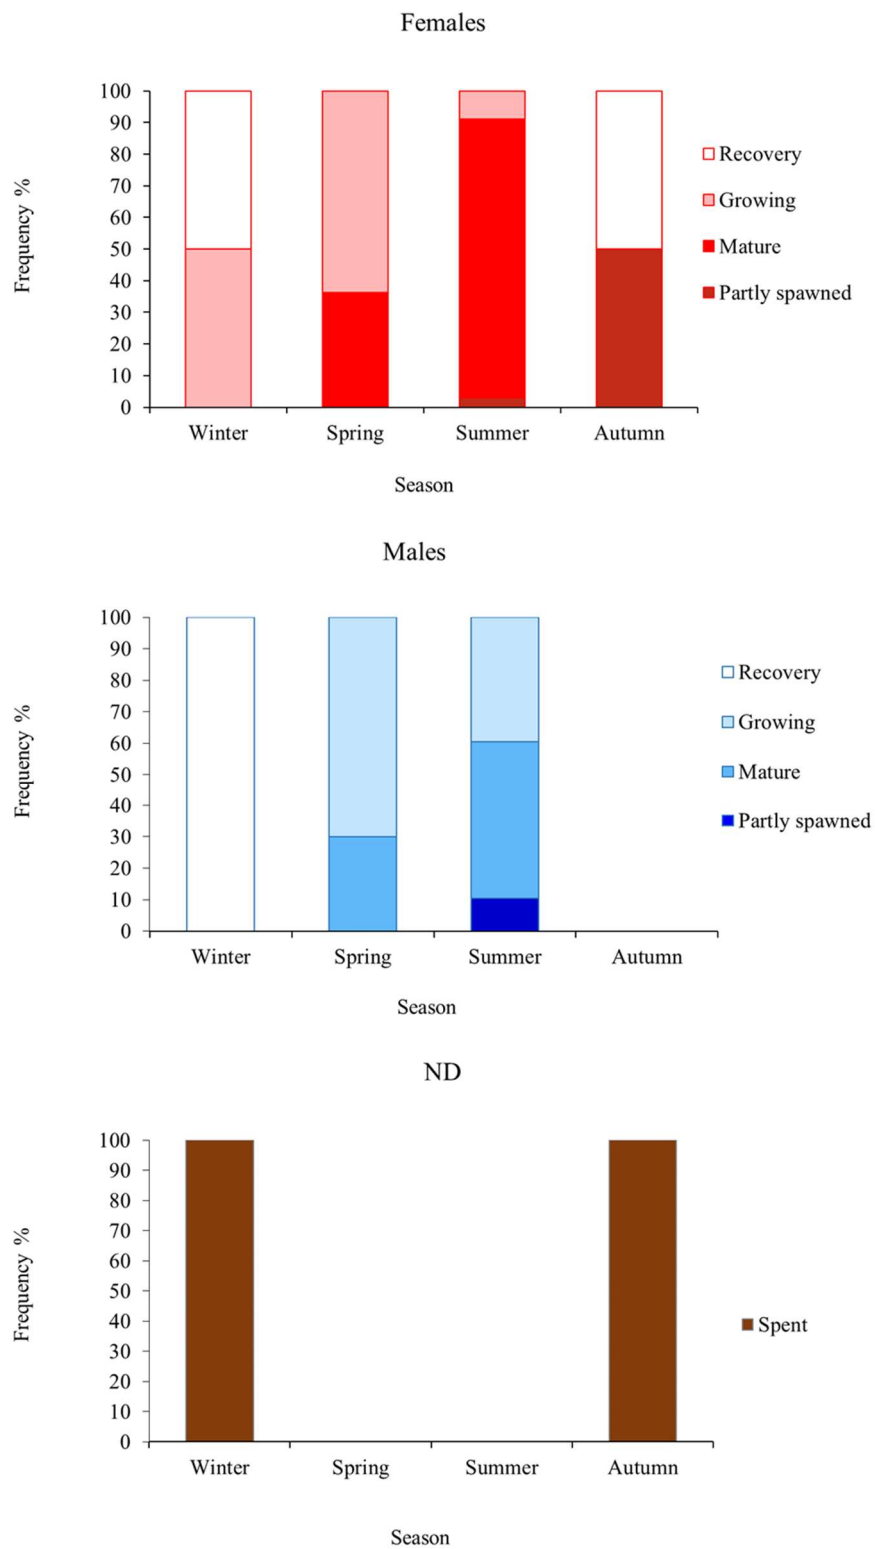 Females
Frequency %
100
90
80
70
60
50
40
30
20
10
0
Winter Spring Summer Autumn
Season
Recovery
Growing
Mature
Partly spawned
Males
Frequency %
100
90
80
70
60
50
40
30
20
10
0
Winter Spring Summer Autumn
Season
Recovery
Growing
Mature
Partly spawned
ND
Frequency %
100
90
80
70
60
50
40
30
20
10
0
Winter Spring Summer Autumn
Season
Spent